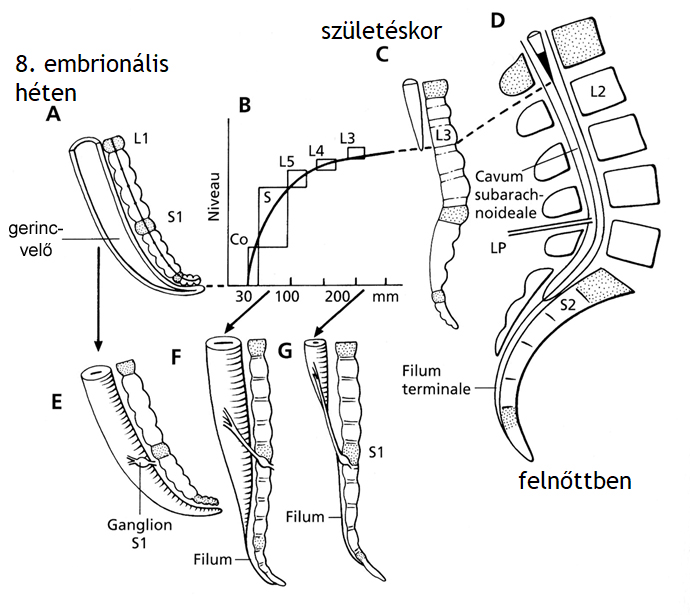 születéskor
8. embrionális
héten
A
B
C
D
L1
S1
gerinc-
velő
Niveau
Co
S
L5
L4
L3
30
100
200
mm
L3
L2
Cavum
subarach-
noideale
LP
S2
Filum
terminale
felnőttben
E
F
G
Ganglion
S1
Filum
Filum
S1